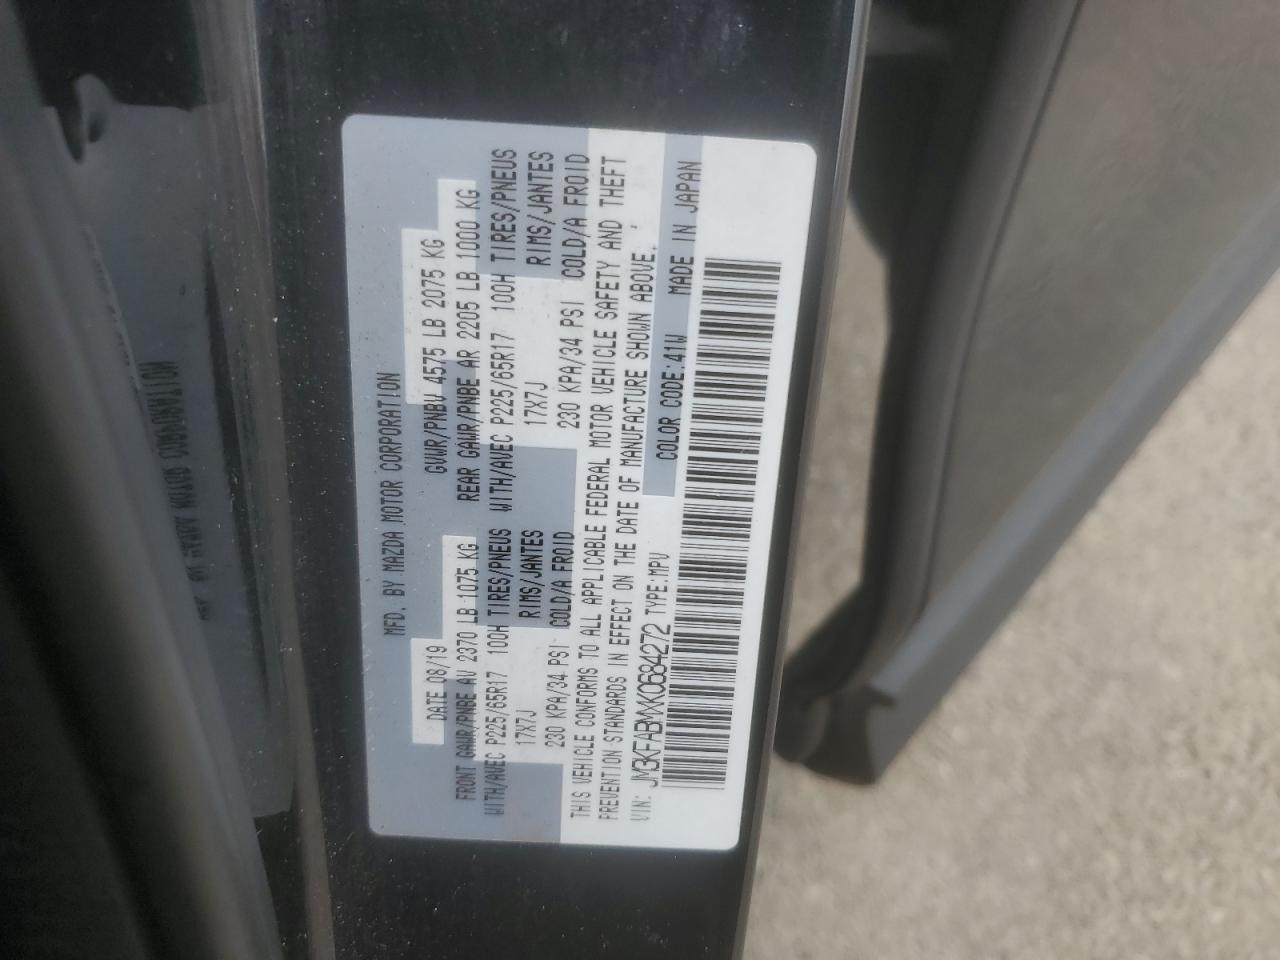 MFD. BY MAZDA MOTOR CORPORATION
DATE 08/19 GVWR/PNBV 4575 LB 2075 KG
FRONT GAWR/PNBE AV 2370 LB 1075 KG REAR GAWR/PNBE AR 2205 LB 1000 KG
WITH/AVEC P225/65R17 100H TIRES/PNEUS WITH/AVEC P225/65R17 100H TIRES/PNEUS
17X7J RIMS/JANTES 17X7J RIMS/JANTES
230 KPA/34 PSI COLD/A FROID 230 KPA/34 PSI COLD/A FROID
THIS VEHICLE CONFORMS TO ALL APPLICABLE FEDERAL MOTOR VEHICLE SAFETY AND THEFT
PREVENTION STANDARDS IN EFFECT ON THE DATE OF MANUFACTURE SHOWN ABOVE.
VIN: JM3KFABMXK0684272 TYPE:MPV COLOR CODE:41W MADE IN JAPAN